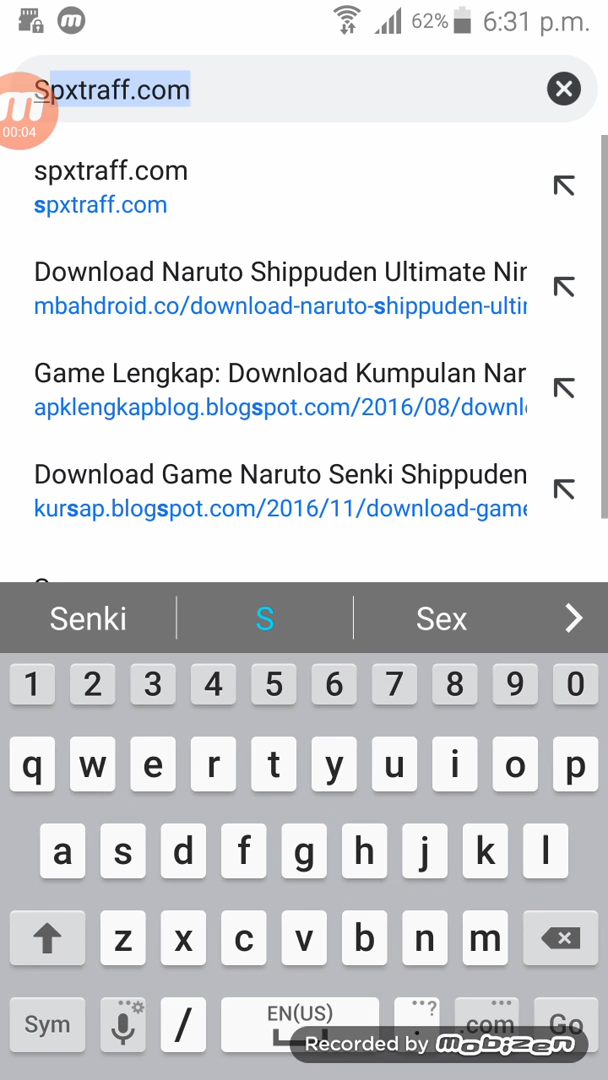 62% 6:31 p.m.
Spxtraff.com
00:04
spxtraff.com
spxtraff.com
Download Naruto Shippuden Ultimate Nin
mbahdroid.co/download-naruto-shippuden-ultin
Game Lengkap: Download Kumpulan Nar
apklengkapblog.blogspot.com/2016/08/downl
Download Game Naruto Senki Shippuden
kursap.blogspot.com/2016/11/download-game
Senki S Sex
1 2 3 4 5 6 7 8 9 0
q w e r t y u i o p
a s d f g h j k l
z x c v b n m
Sym / EN(US) . .com Go
Recorded by mobizen